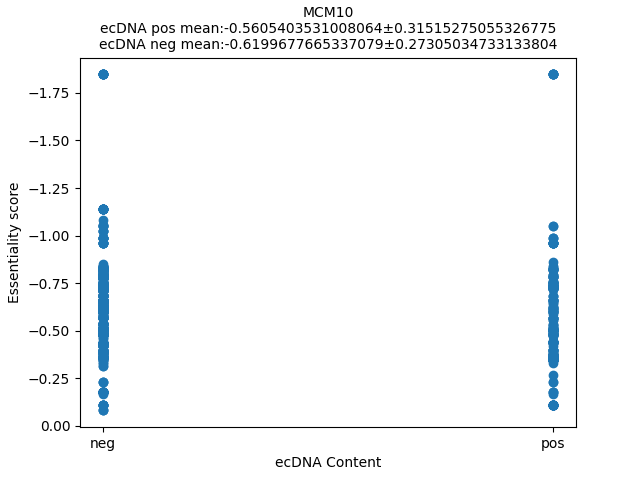 MCM10
ecDNA pos mean:-0.5605403531008064±0.31515275055326775
ecDNA neg mean:-0.6199677665337079±0.27305034733133804
−1.75
−1.50
−1.25
−1.00
−0.75
−0.50
−0.25
0.00
Essentiality score
neg
pos
ecDNA Content